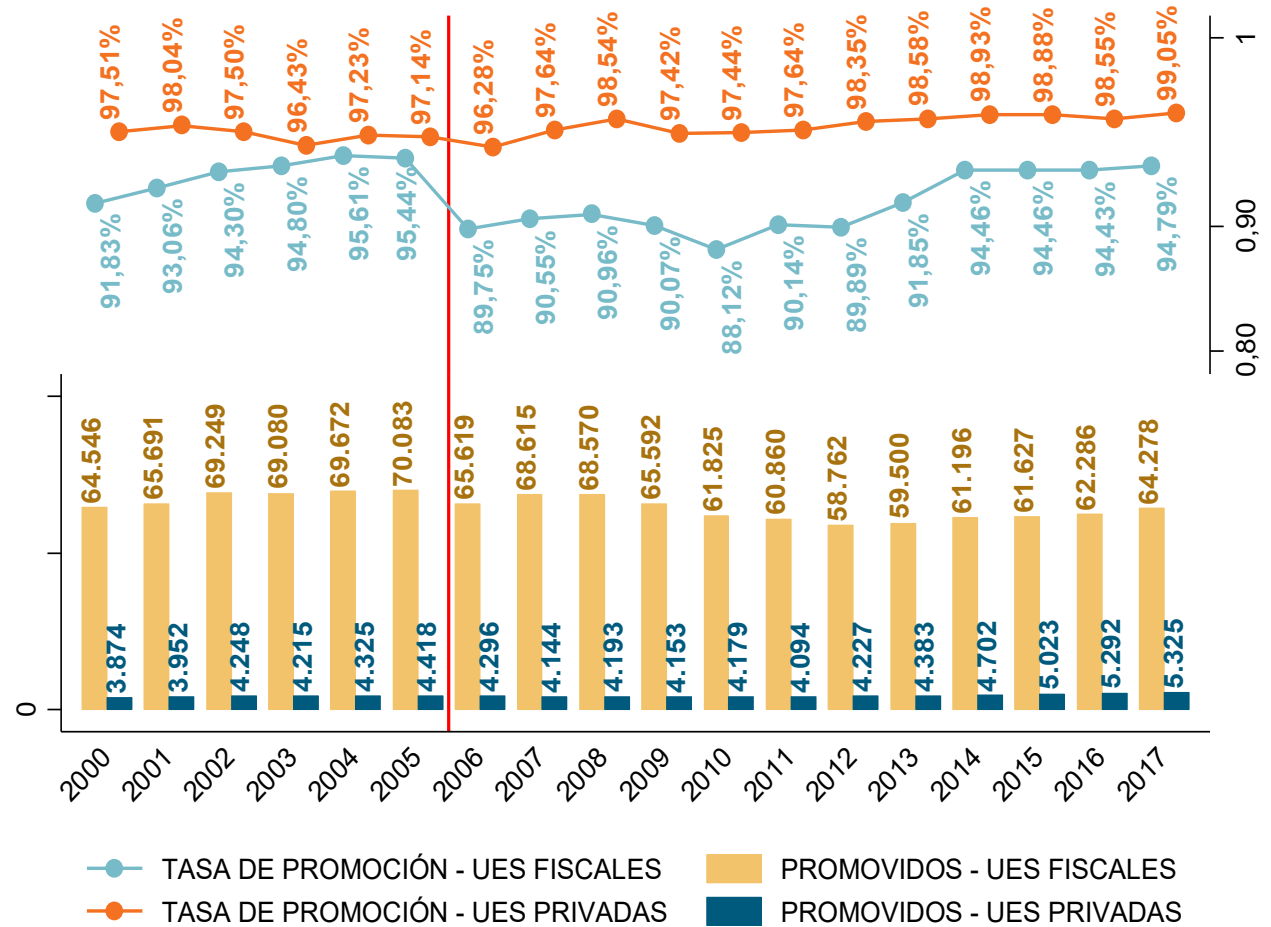 97,51% 98,04% 97,50% 96,43% 97,23% 97,14% 96,28% 97,64% 98,54% 97,42% 97,44% 97,64% 98,35% 98,58% 98,93% 98,88% 98,55% 99,05%
91,83% 93,06% 94,30% 94,80% 95,61% 95,44% 89,75% 90,55% 90,96% 90,07% 88,12% 90,14% 89,89% 91,85% 94,46% 94,46% 94,43% 94,79%
1
0,90
0,80
64.546 65.691 69.249 69.080 69.672 70.083 65.619 68.615 68.570 65.592 61.825 60.860 58.762 59.500 61.196 61.627 62.286 64.278
3.874 3.952 4.248 4.215 4.325 4.418 4.296 4.144 4.193 4.153 4.179 4.094 4.227 4.383 4.702 5.023 5.292 5.325
0
2000 2001 2002 2003 2004 2005 2006 2007 2008 2009 2010 2011 2012 2013 2014 2015 2016 2017
TASA DE PROMOCIÓN - UES FISCALES
PROMOVIDOS - UES FISCALES
TASA DE PROMOCIÓN - UES PRIVADAS
PROMOVIDOS - UES PRIVADAS